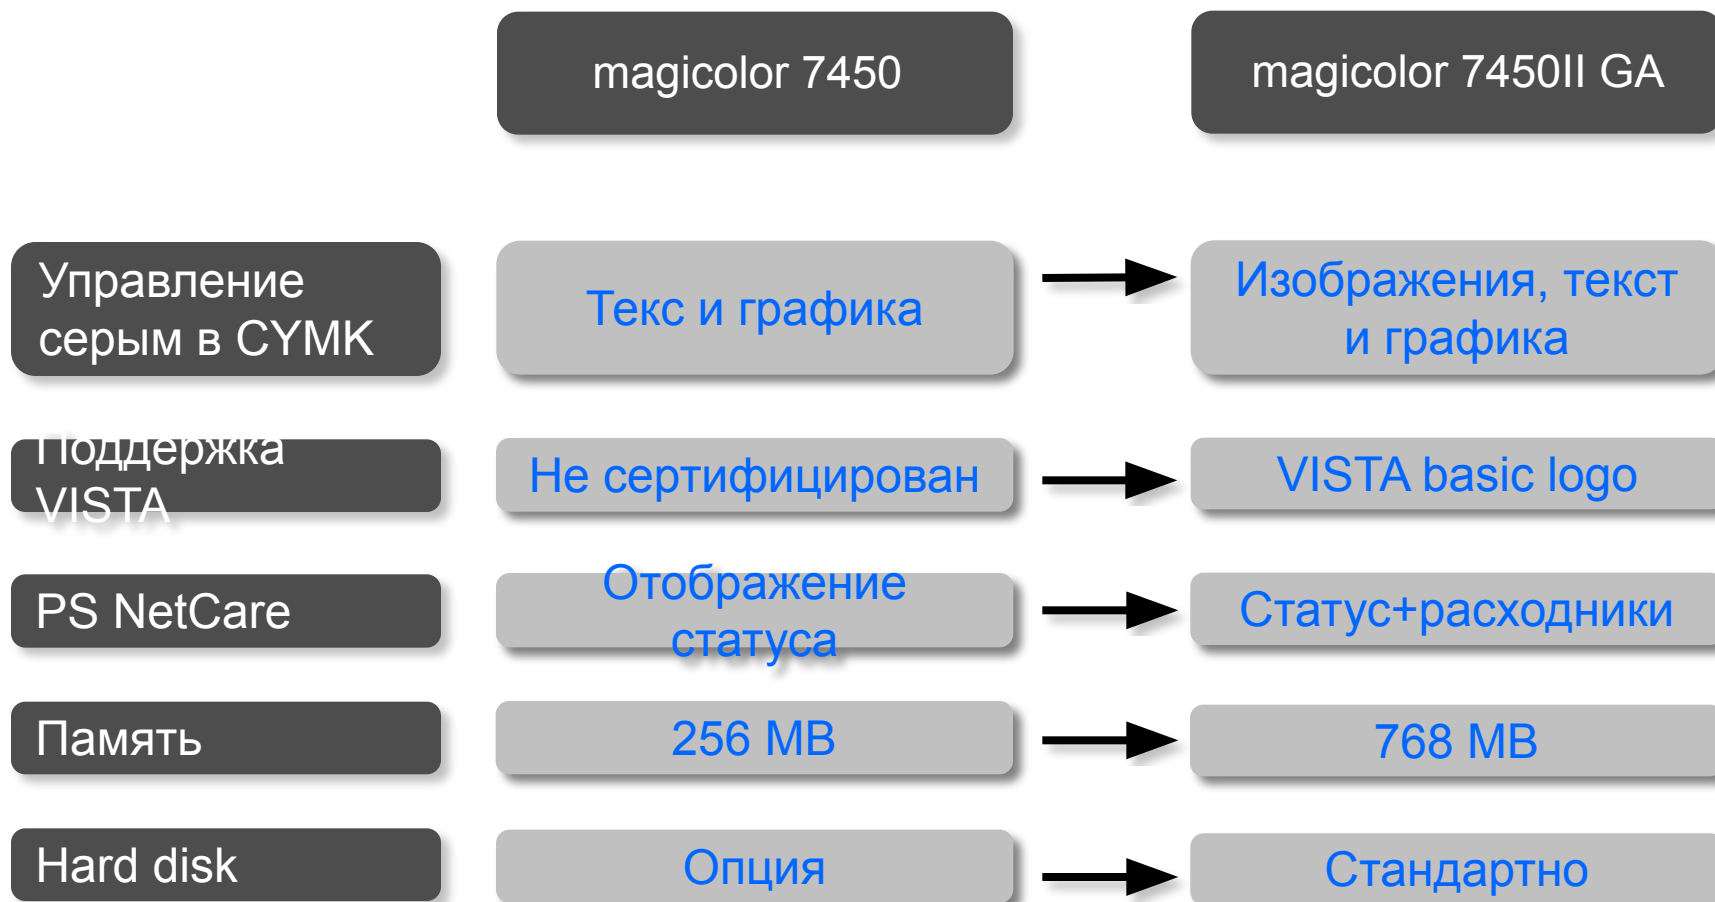 magicolor 7450
magicolor 7450II GA
Управление
серым в CYMK
Текс и графика
Изображения, текст
и графика
Поддержка
VISTA
Не сертифицирован
VISTA basic logo
PS NetCare
Отображение
статуса
Статус+расходники
Память
256 MB
768 MB
Hard disk
Опция
Стандартно